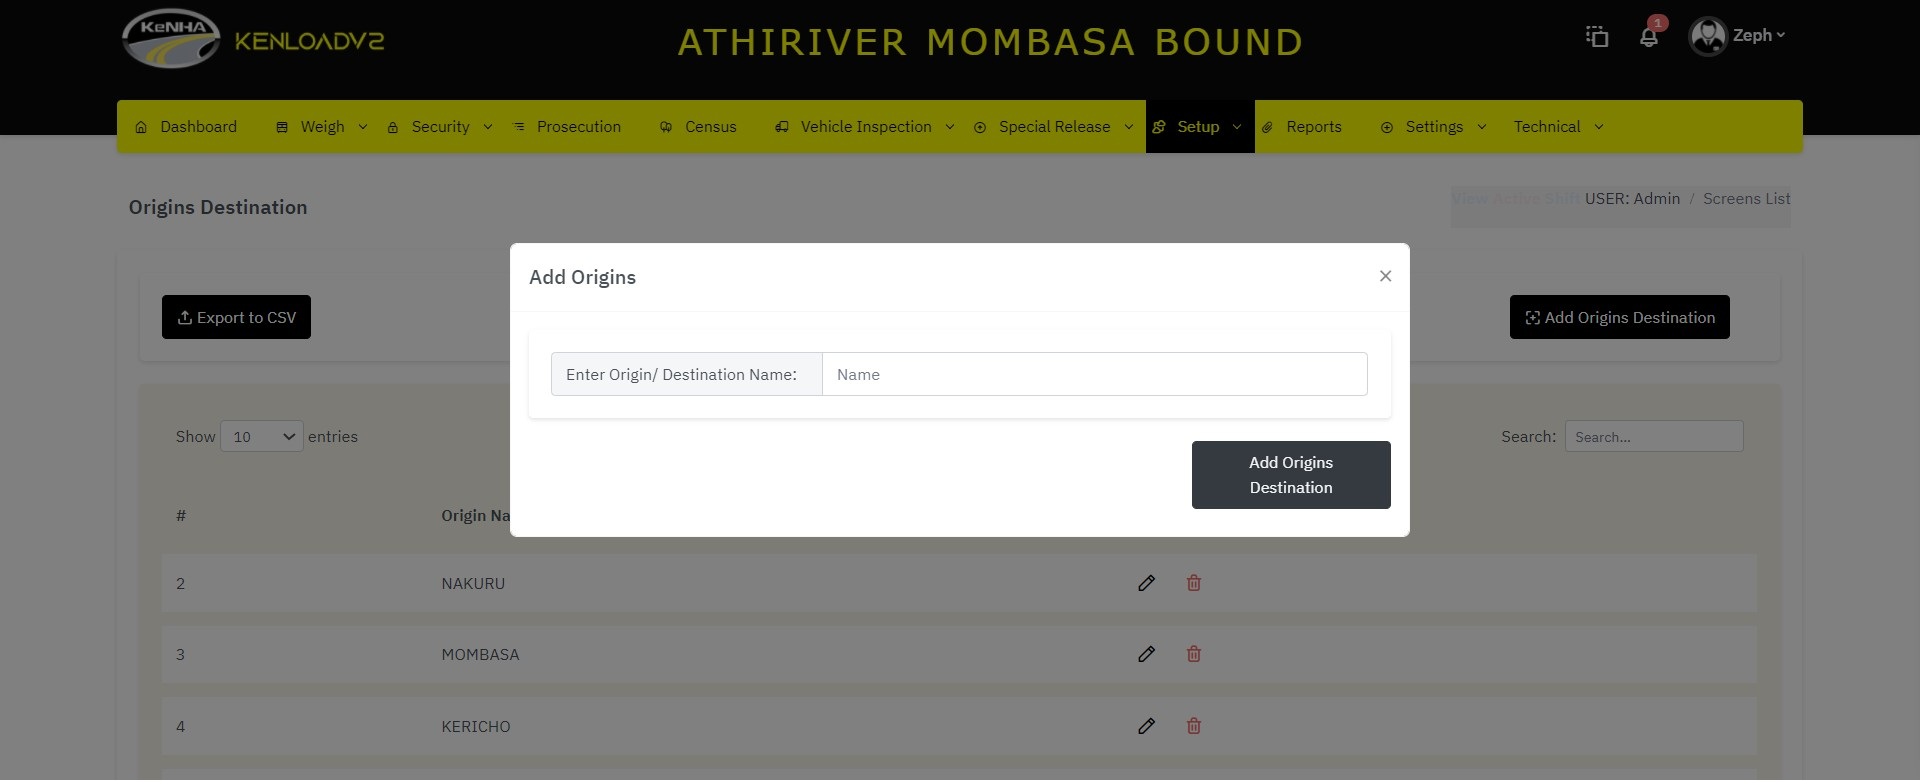 KeNHA KENLOADV2
ATHIRIVER MOMBASA BOUND
1
Zeph
Dashboard Weigh Security Prosecution Census Vehicle Inspection Special Release Setup Reports Settings Technical
Origins Destination
View Active Shift USER: Admin / Screens List
Add Origins ×
Export to CSV
Add Origins Destination
Enter Origin/ Destination Name: Name
Show 10 entries
Search: Search...
Add Origins
Destination
# Origin Na
2 NAKURU
3 MOMBASA
4 KERICHO